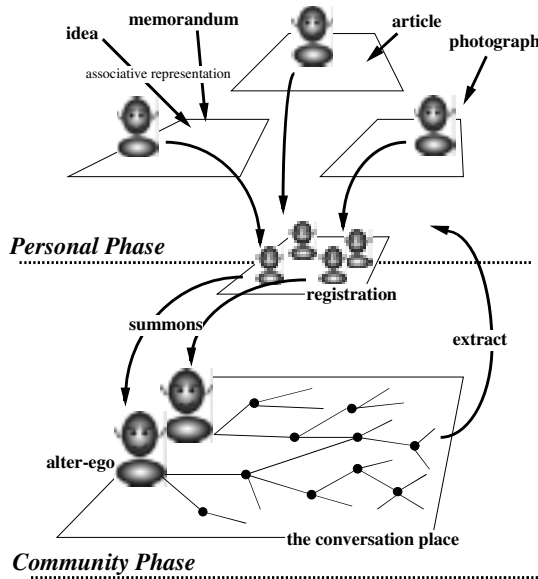 memorandum
idea
article
photograph
associative representation
Personal Phase
registration
summons
extract
alter-ego
the conversation place
Community Phase